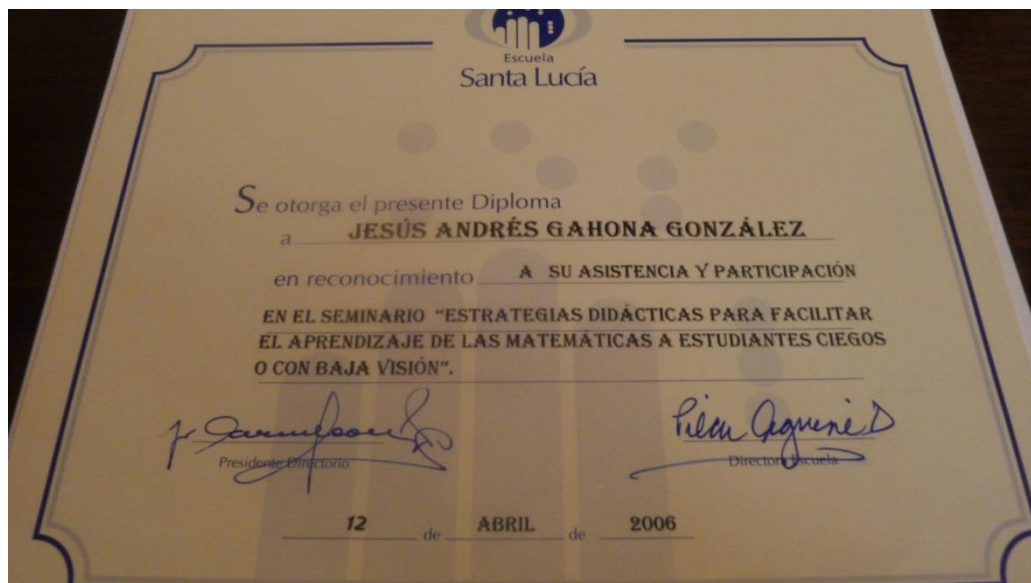 Escuela
Santa Lucía
Se otorga el presente Diploma
a JESÚS ANDRÉS GAHONA GONZÁLEZ
en reconocimiento A SU ASISTENCIA Y PARTICIPACIÓN
EN EL SEMINARIO "ESTRATEGIAS DIDÁCTICAS PARA FACILITAR
EL APRENDIZAJE DE LAS MATEMÁTICAS A ESTUDIANTES CIEGOS
O CON BAJA VISIÓN".
Presidente Directorio Directora Escuela
12 de ABRIL de 2006